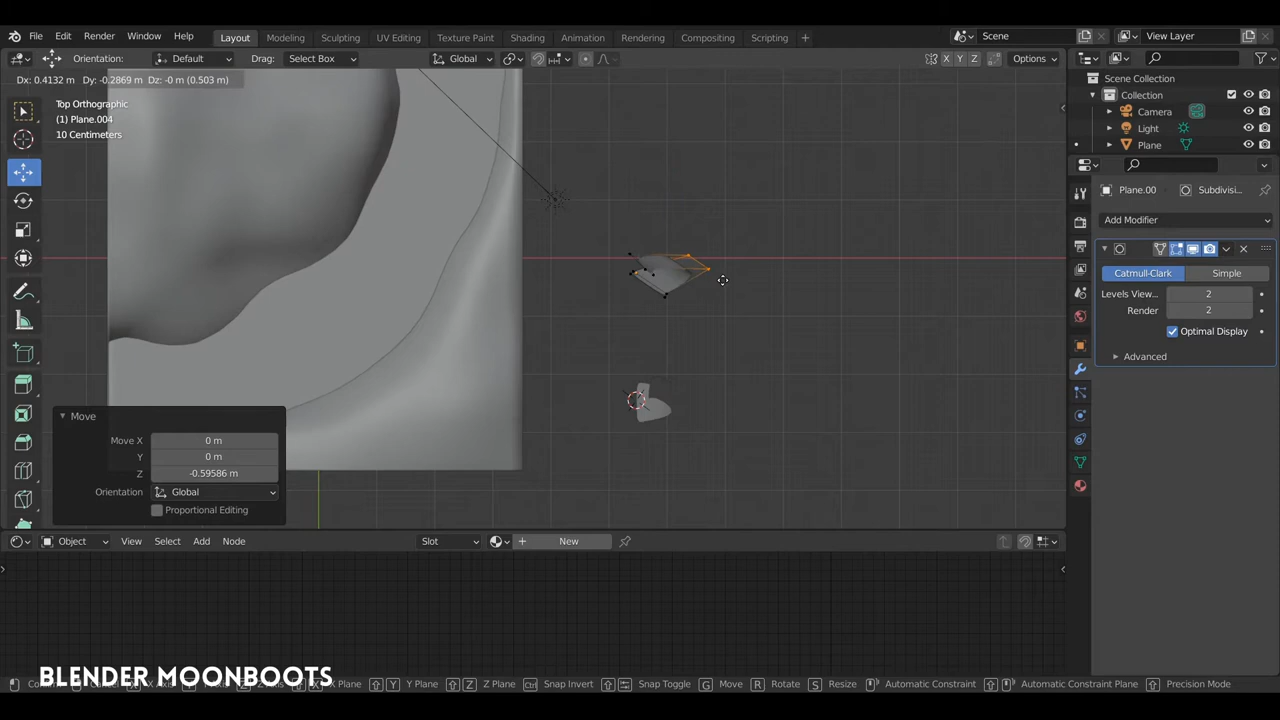 File Edit Render Window Help Layout Modeling Sculpting UV Editing Texture Paint Shading Animation Rendering Compositing Scripting + Scene View Layer
Orientation: Default Drag: Select Box Global X Y Z Options
Dx: 0.4132 m Dy: -0.2869 m Dz: -0 m (0.503 m)
Top Orthographic
(1) Plane.004
10 Centimeters
Scene Collection
Collection
Camera
Light
Plane
Plane.00 Subdivisi...
Add Modifier
Catmull-Clark Simple
Levels View... 2
Render 2
Optimal Display
Advanced
Move
Move X 0 m
Y 0 m
Z -0.59586 m
Orientation Global
Proportional Editing
Object View Select Add Node Slot New
BLENDER MOONBOOTS
X Plane Y Plane Z Plane Snap Invert Snap Toggle G Move R Rotate S Resize Automatic Constraint Automatic Constraint Plane Precision Mode